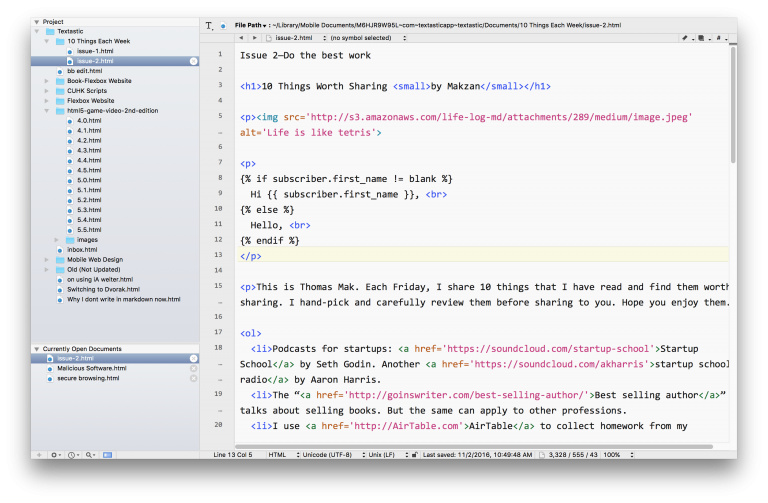 Project
Textastic
10 Things Each Week
issue-1.html
issue-2.html
bb edit.html
Book-Flexbox Website
CUHK Scripts
Flexbox Website
html5-game-video-2nd-edition
4.0.html
4.1.html
4.2.html
4.3.html
4.4.html
4.5.html
5.0.html
5.1.html
5.2.html
5.3.html
5.4.html
5.5.html
images
inbox.html
Mobile Web Design
Old (Not Updated)
on using iA weiter.html
Switching to Dvorak.html
Why I dont write in markdown now.html
Currently Open Documents
issue-2.html
Malicious Software.html
secure browsing.html
File Path ▾ : ~/Library/Mobile Documents/M6HJR9W95L~com~textasticapp~textastic/Documents/10 Things Each Week/issue-2.html
issue-2.html (no symbol selected)
1 Issue 2—Do the best work
2
3 <h1>10 Things Worth Sharing <small>by Makzan</small></h1>
4
5 <p><img src='http://s3.amazonaws.com/life-log-md/attachments/289/medium/image.jpeg'
– alt='Life is like tetris'>
6
7 <p>
8 {% if subscriber.first_name != blank %}
9 Hi {{ subscriber.first_name }}, <br>
10 {% else %}
11 Hello, <br>
12 {% endif %}
13 </p>
14
15 <p>This is Thomas Mak. Each Friday, I share 10 things that I have read and find them worth
– sharing. I hand-pick and carefully review them before sharing to you. Hope you enjoy them.
16
17 <ol>
18 <li>Podcasts for startups: <a href='https://soundcloud.com/startup-school'>Startup
– School</a> by Seth Godin. Another <a href='https://soundcloud.com/akharris'>startup school
– radio</a> by Aaron Harris.
19 <li>The “<a href='http://goinswriter.com/best-selling-author/'>Best selling author</a>”
– talks about selling books. But the same can apply to other professions.
20 <li>I use <a href='http://AirTable.com'>AirTable</a> to collect homework from my
Line 13 Col 5 HTML Unicode (UTF-8) Unix (LF) Last saved: 11/2/2016, 10:49:48 AM 3,328 / 555 / 43 100%